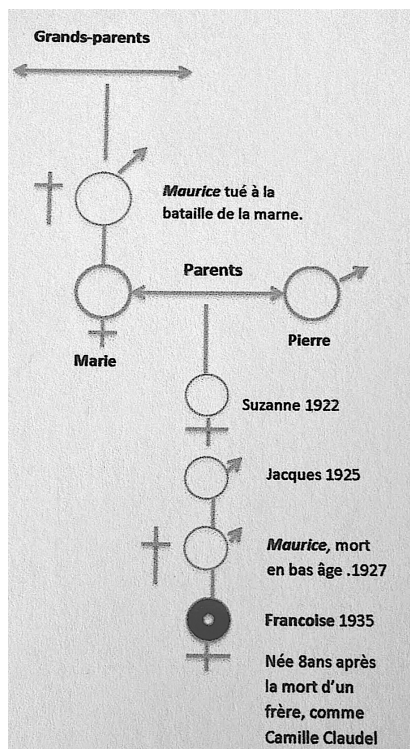 Grands-parents
Maurice tué à la
bataille de la marne.
Parents
Pierre
Marie
Suzanne 1922
Jacques 1925
Maurice, mort
en bas âge .1927
Francoise 1935
Née 8ans après
la mort d'un
frère, comme
Camille Claudel